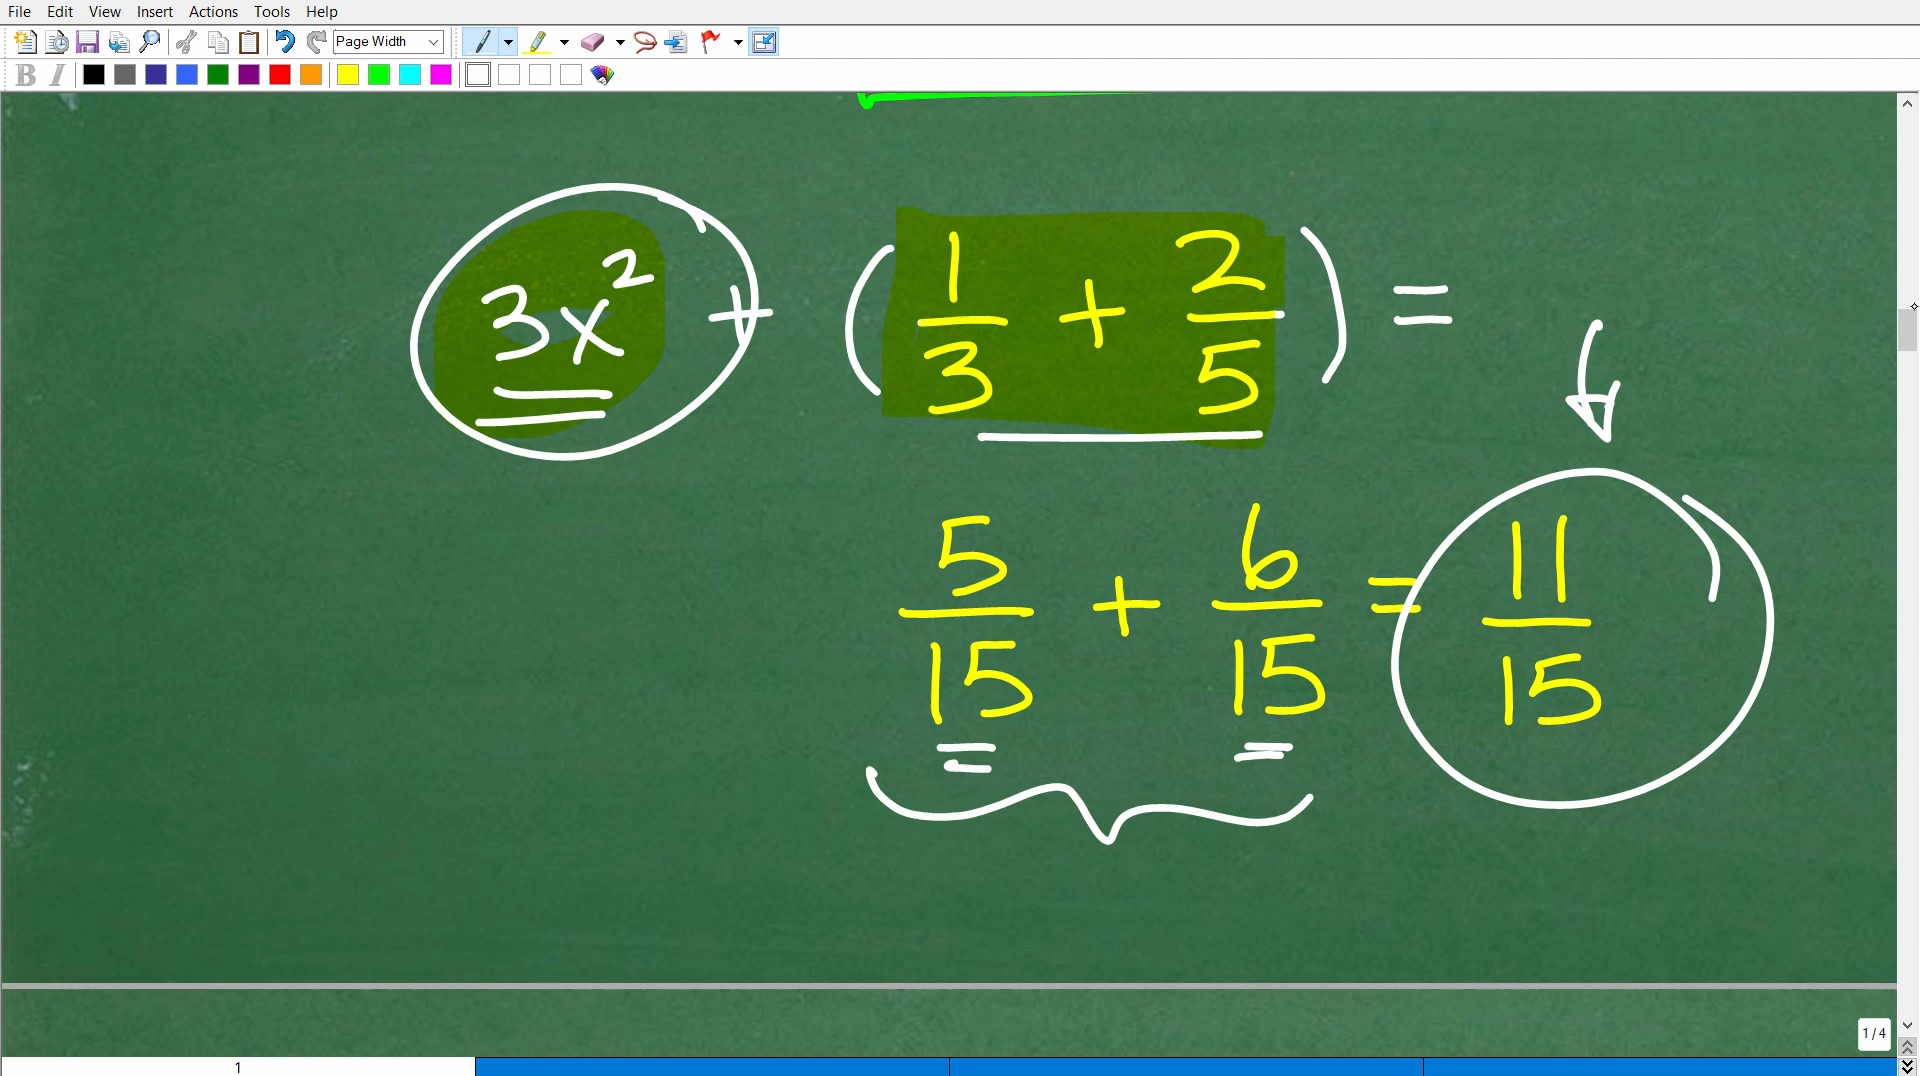 File Edit View Insert Actions Tools Help
Page Width
B I
3x² + (1/3 + 2/5) =
5/15 + 6/15 = 11/15
1 / 4
1